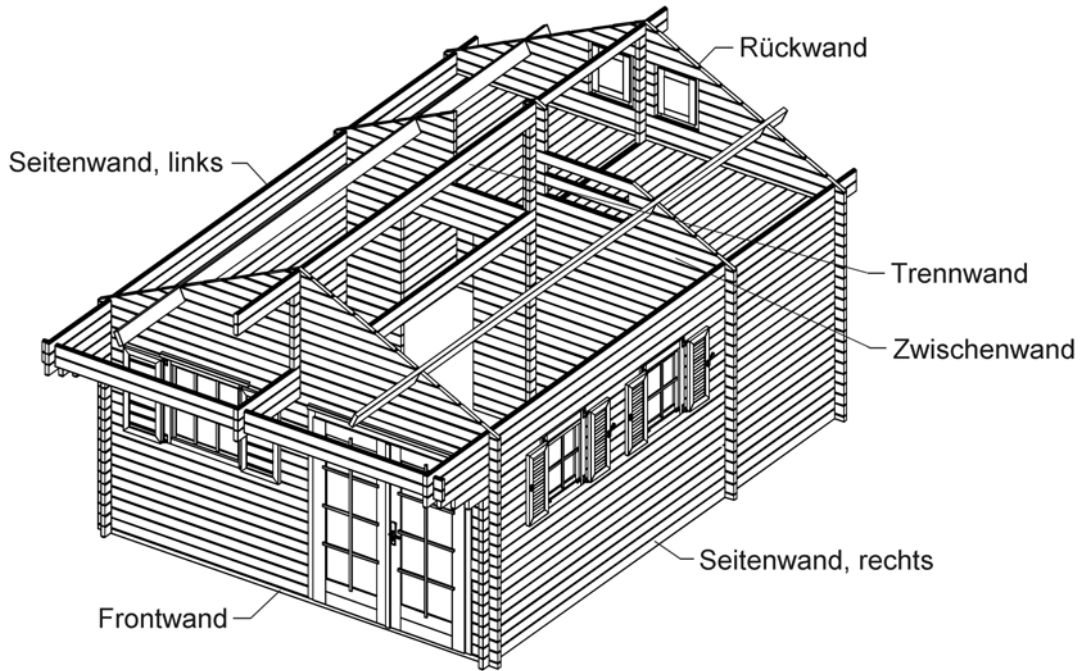 Rückwand
Seitenwand, links
Trennwand
Zwischenwand
Seitenwand, rechts
Frontwand